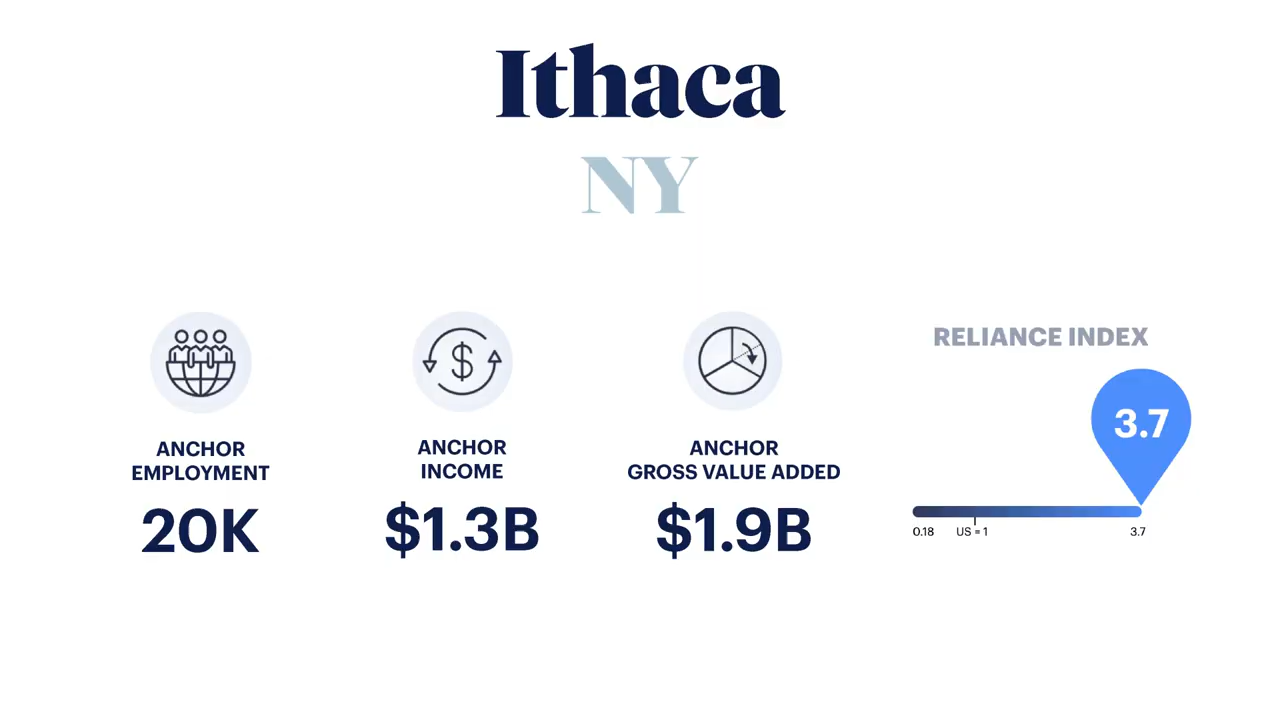 Ithaca
NY
ANCHOR
EMPLOYMENT
20K
ANCHOR
INCOME
$1.3B
ANCHOR
GROSS VALUE ADDED
$1.9B
RELIANCE INDEX
3.7
0.18
US = 1
3.7